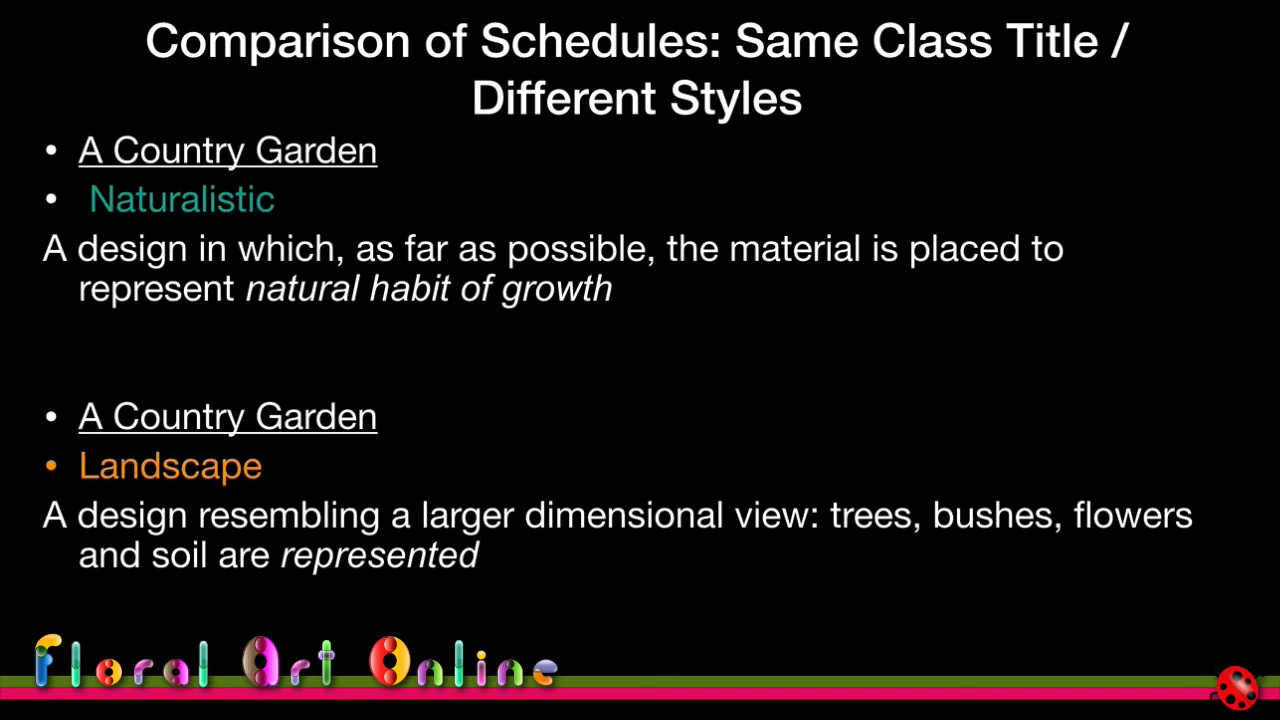 Comparison of Schedules: Same Class Title /
Different Styles
• A Country Garden
• Naturalistic
A design in which, as far as possible, the material is placed to
represent natural habit of growth
• A Country Garden
• Landscape
A design resembling a larger dimensional view: trees, bushes, flowers
and soil are represented
Floral Art Online